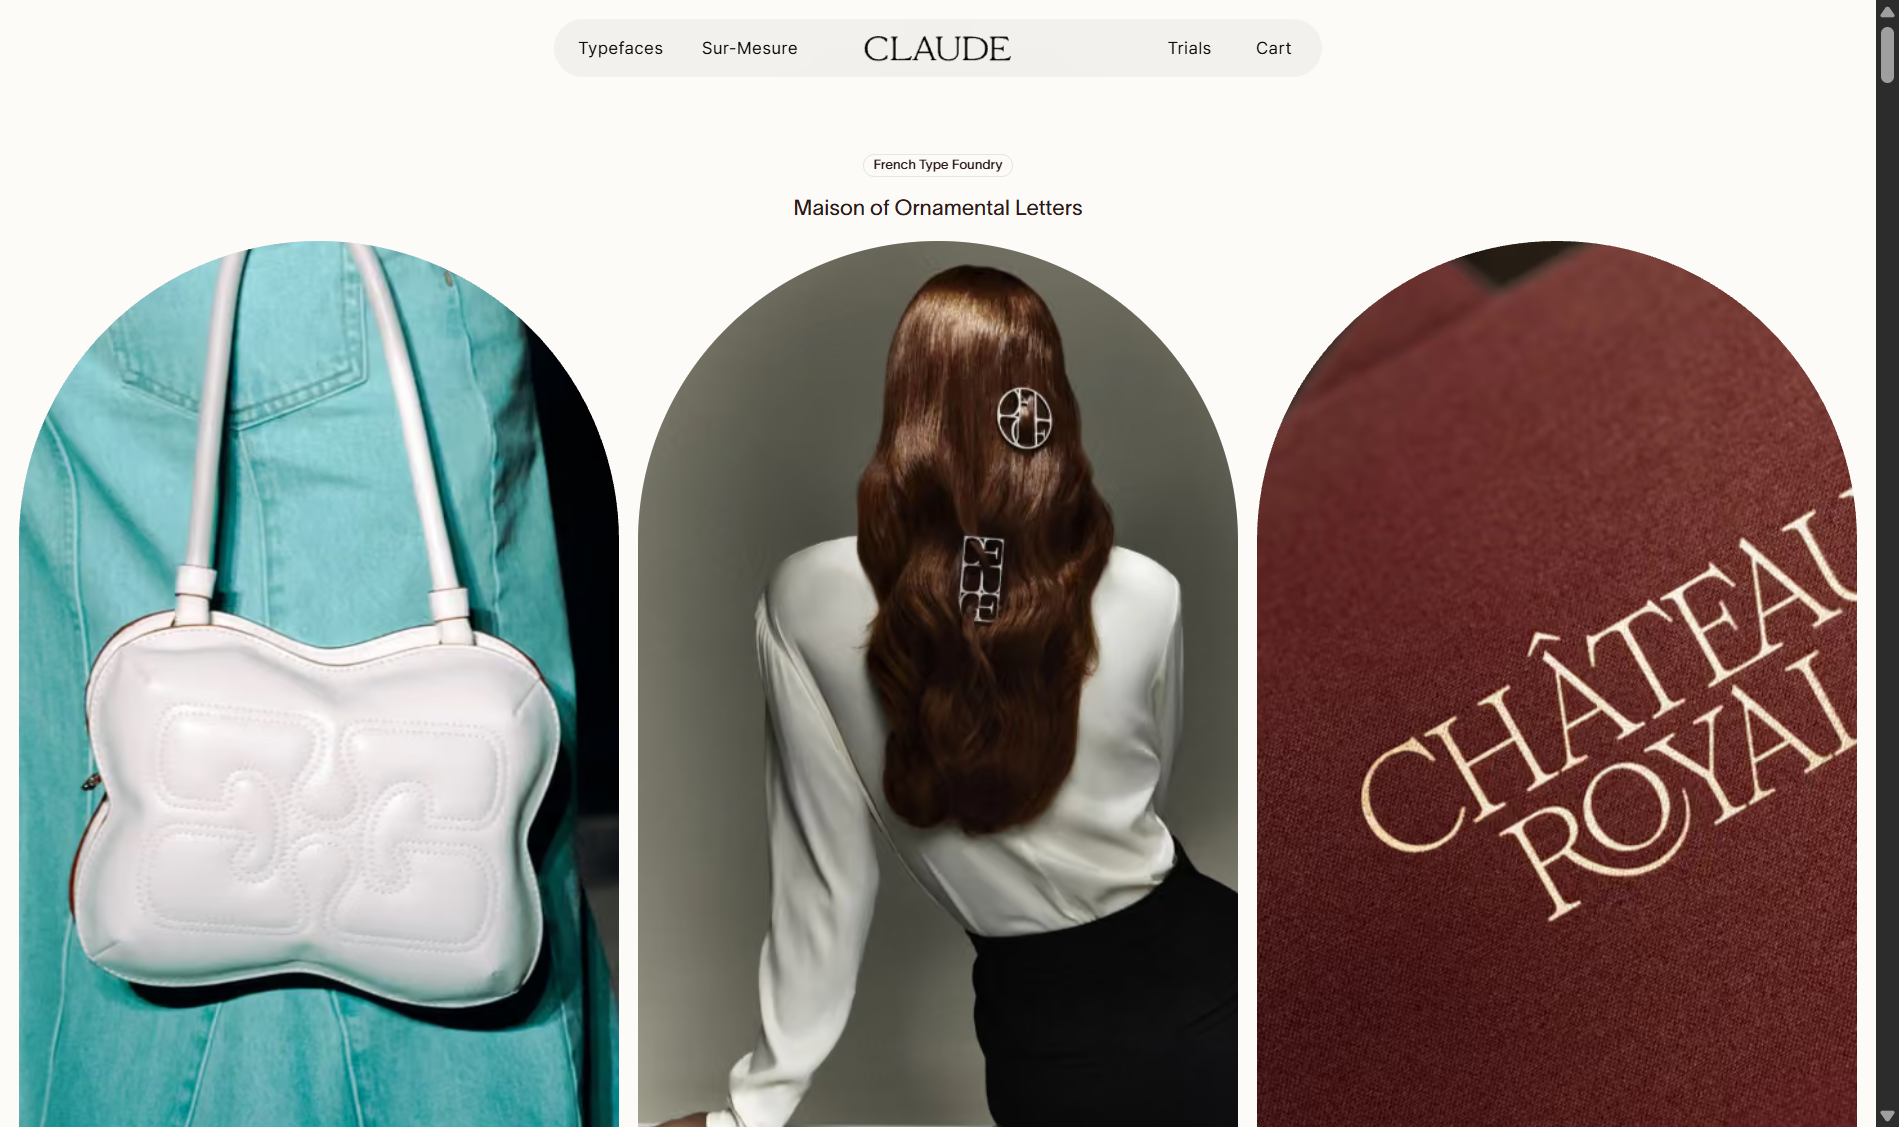 Typefaces
Sur-Mesure
CLAUDE
Trials
Cart
French Type Foundry
Maison of Ornamental Letters
CHÂTEAU
ROYAL